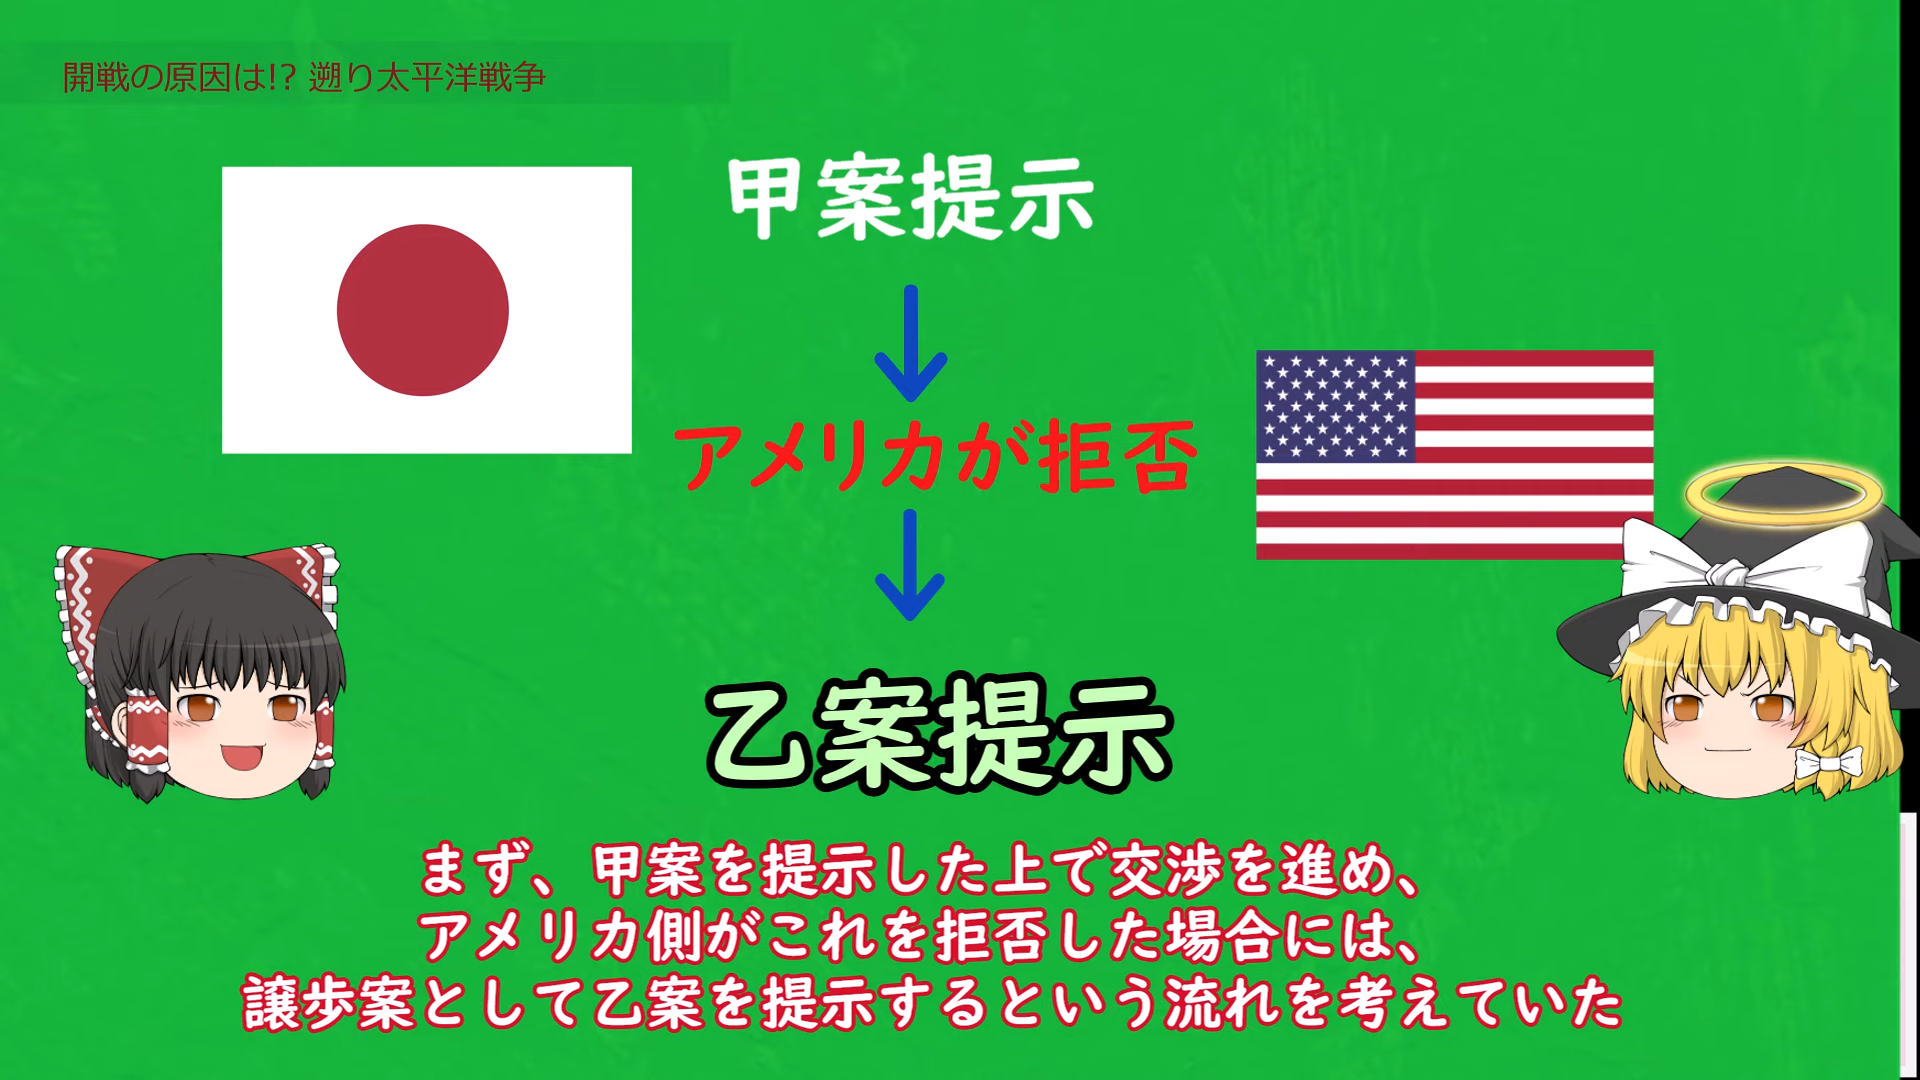 開戦の原因は!? 遡り太平洋戦争
甲案提示
アメリカが拒否
乙案提示
まず、甲案を提示した上で交渉を進め、
アメリカ側がこれを拒否した場合には、
譲歩案として乙案を提示するという流れを考えていた